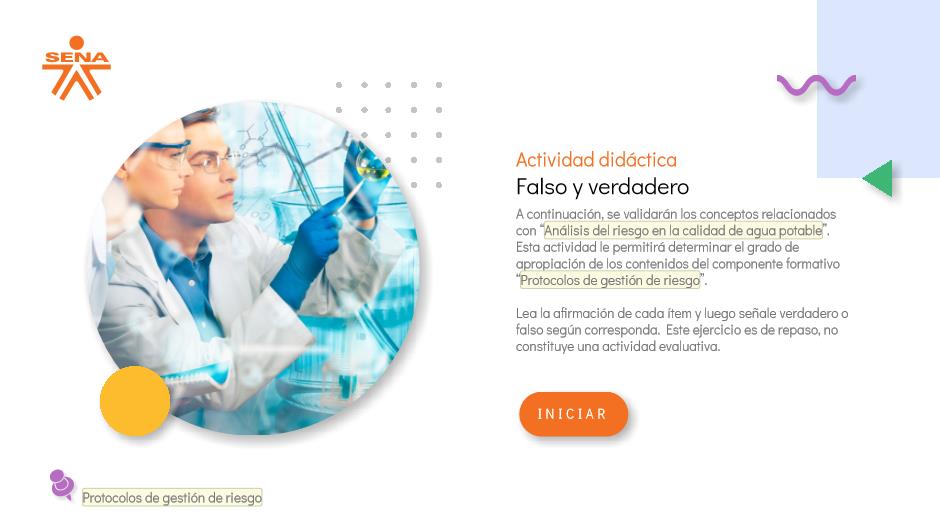 SENA
Actividad didáctica
Falso y verdadero
A continuación, se validarán los conceptos relacionados
con “Análisis del riesgo en la calidad de agua potable”.
Esta actividad le permitirá determinar el grado de
apropiación de los contenidos del componente formativo
“Protocolos de gestión de riesgo”.
Lea la afirmación de cada ítem y luego señale verdadero o
falso según corresponda. Este ejercicio es de repaso, no
constituye una actividad evaluativa.
INICIAR
Protocolos de gestión de riesgo